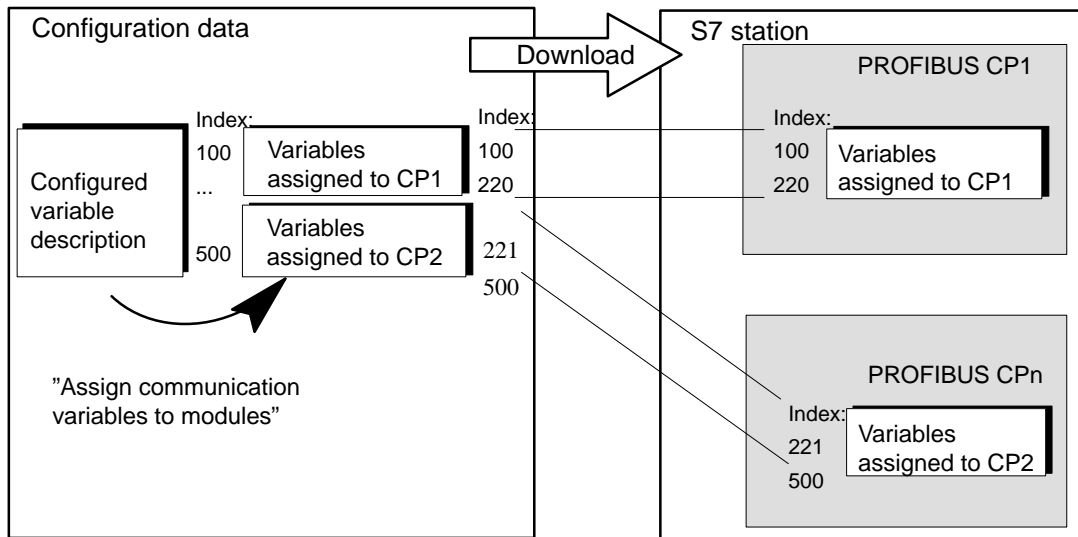 Configuration data
Download
S7 station
PROFIBUS CP1
Index:
100
...
500
Configured
variable
description
Variables
assigned to CP1
Variables
assigned to CP2
Index:
100
220
221
500
"Assign communication
variables to modules"
Index:
100
220
Variables
assigned to CP1
PROFIBUS CPn
Index:
221
500
Variables
assigned to CP2